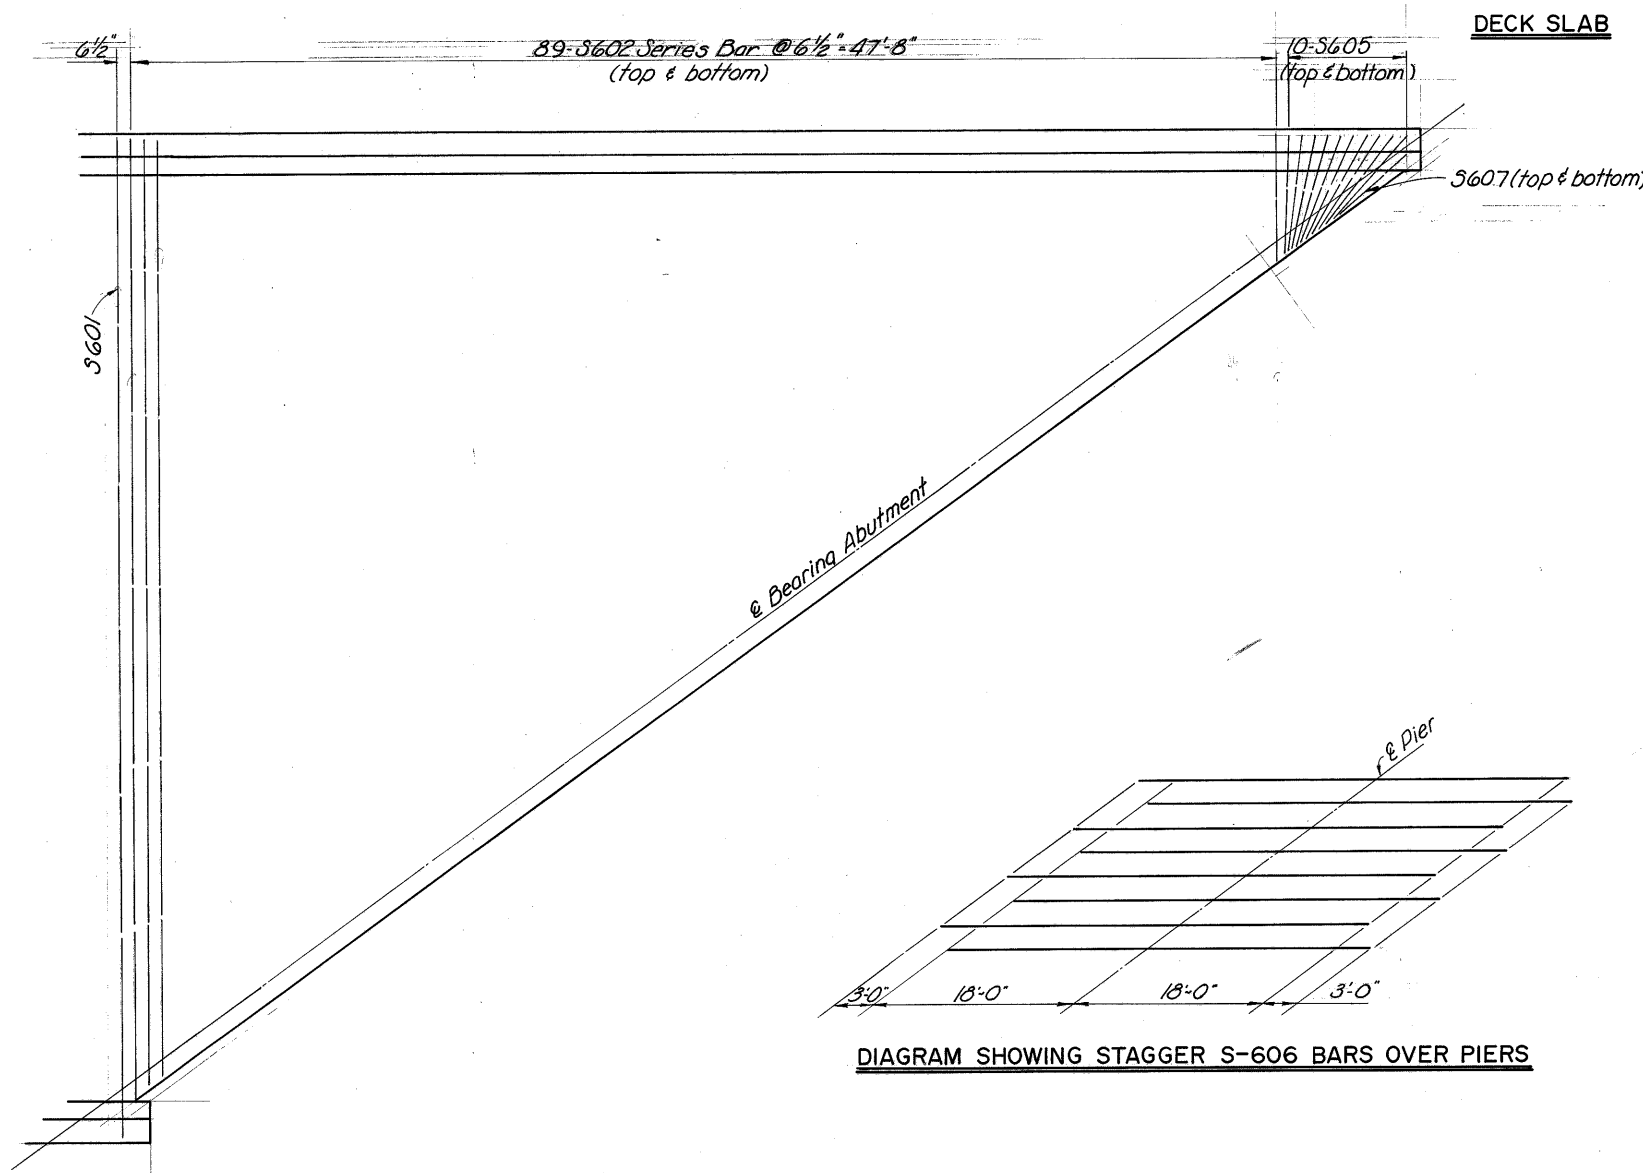 DECK SLAB
6½"
89-S602 Series Bar @ 6½" = 47'-8"
(top & bottom)
10-S605
(top & bottom)
S607 (top & bottom)
S601
℄ Bearing Abutment
℄ Pier
3'-0"
18'-0"
18'-0"
3'-0"
DIAGRAM SHOWING STAGGER S-606 BARS OVER PIERS